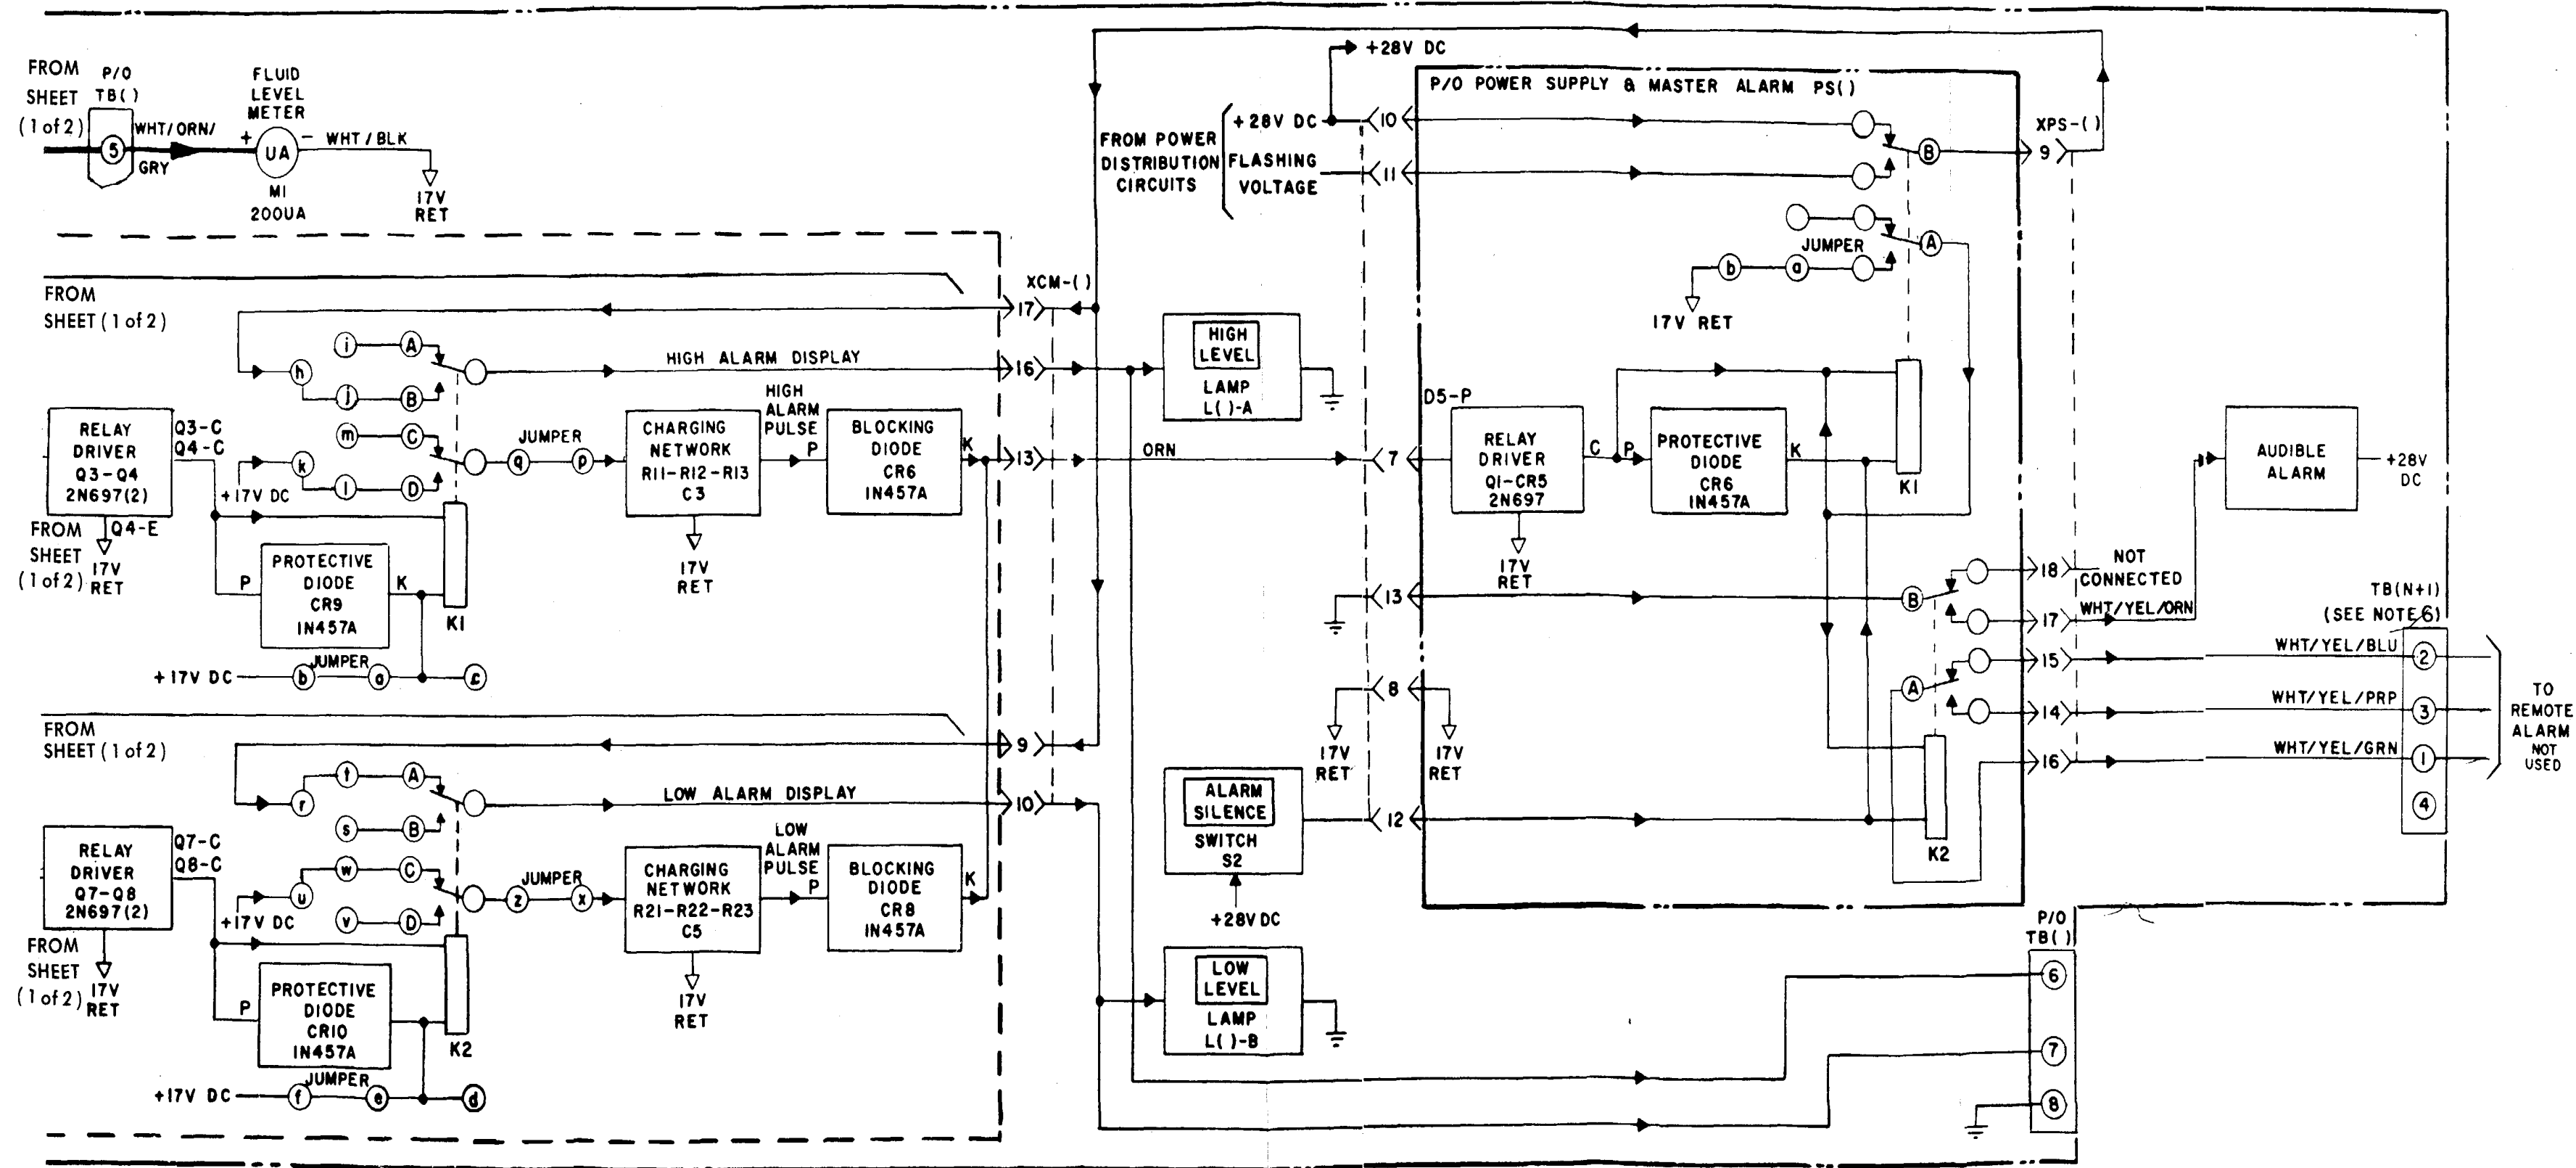 FROM
SHEET
(1 of 2)
P/O
TB( )
5
WHT/ORN/
GRY
FLUID
LEVEL
METER
+
UA
-
M1
200UA
WHT/BLK
17V
RET
FROM
SHEET (1 of 2)
h
i
A
j
B
m
C
k
l
D
+17V DC
HIGH ALARM DISPLAY
RELAY
DRIVER
Q3-Q4
2N697(2)
Q3-C
Q4-C
Q4-E
FROM
SHEET
(1 of 2)
17V
RET
P
PROTECTIVE
DIODE
CR9
1N457A
K
K1
+17V DC
b
JUMPER
a
c
q
JUMPER
p
CHARGING
NETWORK
R11-R12-R13
C3
17V
RET
HIGH
ALARM
PULSE
P
BLOCKING
DIODE
CR6
1N457A
K
XCM-( )
17
16
13
ORN
FROM
SHEET (1 of 2)
r
t
A
s
B
w
C
u
v
D
+17V DC
LOW ALARM DISPLAY
RELAY
DRIVER
Q7-Q8
2N697(2)
Q7-C
Q8-C
FROM
SHEET
(1 of 2)
17V
RET
P
PROTECTIVE
DIODE
CR10
1N457A
K2
+17V DC
f
JUMPER
e
d
z
JUMPER
x
CHARGING
NETWORK
R21-R22-R23
C5
17V
RET
LOW
ALARM
PULSE
P
BLOCKING
DIODE
CR8
1N457A
K
9
10
HIGH
LEVEL
LAMP
L( )-A
ALARM
SILENCE
SWITCH
S2
+28V DC
LOW
LEVEL
LAMP
L( )-B
+28V DC
FROM POWER
DISTRIBUTION
CIRCUITS
+28V DC
FLASHING
VOLTAGE
10
11
7
13
8
17V
RET
17V
RET
12
P/O POWER SUPPLY & MASTER ALARM PS( )
B
A
JUMPER
b
a
17V RET
D5-P
RELAY
DRIVER
Q1-CR5
2N697
C
P
PROTECTIVE
DIODE
CR6
1N457A
K
K1
17V
RET
B
A
K2
XPS-( )
9
18
NOT
CONNECTED
17
WHT/YEL/ORN
15
14
16
AUDIBLE
ALARM
+28V
DC
TB(N+1)
(SEE NOTE 6)
WHT/YEL/BLU
2
WHT/YEL/PRP
3
WHT/YEL/GRN
1
4
TO
REMOTE
ALARM
NOT
USED
P/O
TB( )
6
7
8